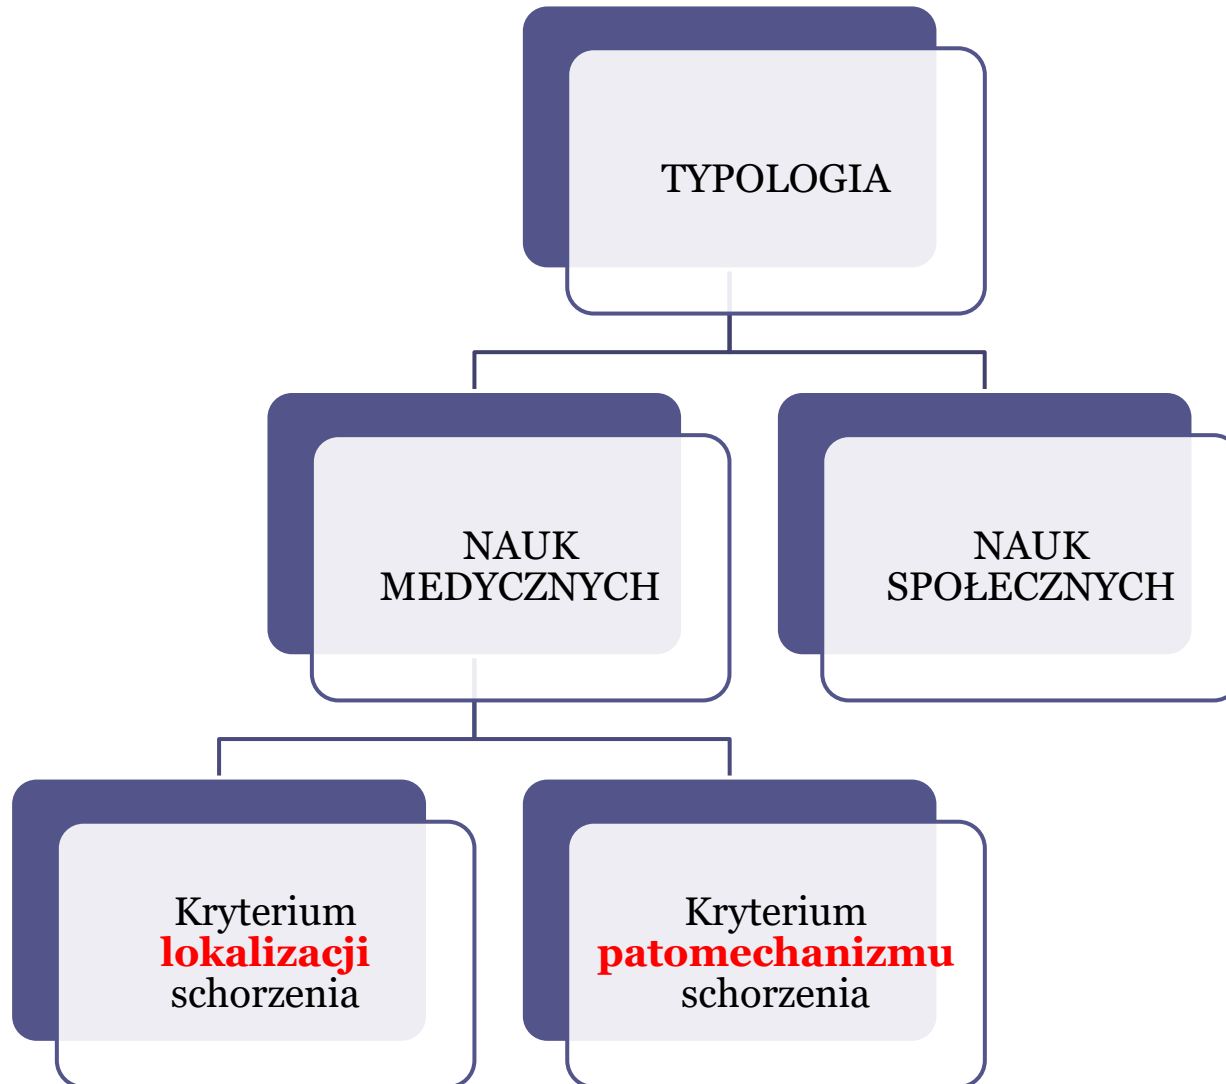 TYPOLOGIA
NAUK
MEDYCZNYCH
NAUK
SPOŁECZNYCH
Kryterium
lokalizacji
schorzenia
Kryterium
patomechanizmu
schorzenia